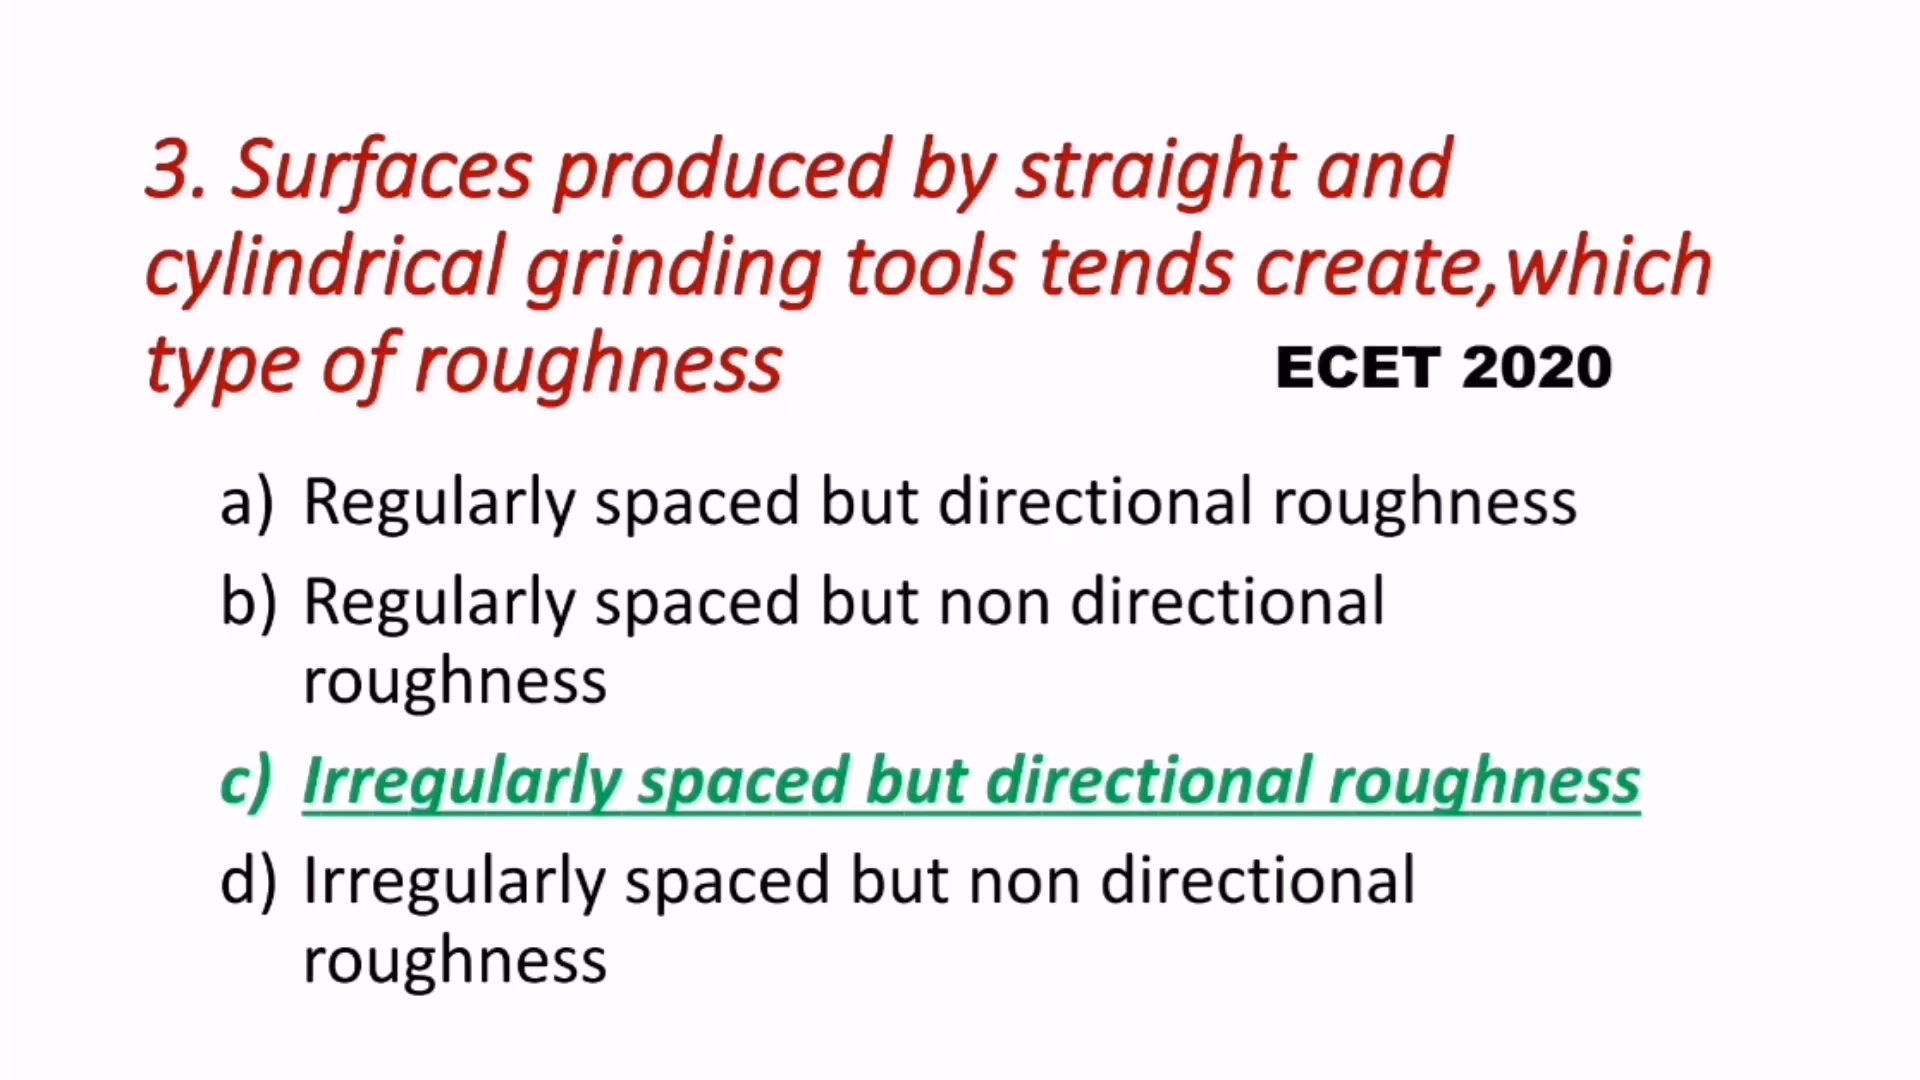 3. Surfaces produced by straight and
cylindrical grinding tools tends create,which
type of roughness ECET 2020
a) Regularly spaced but directional roughness
b) Regularly spaced but non directional
roughness
c) Irregularly spaced but directional roughness
d) Irregularly spaced but non directional
roughness